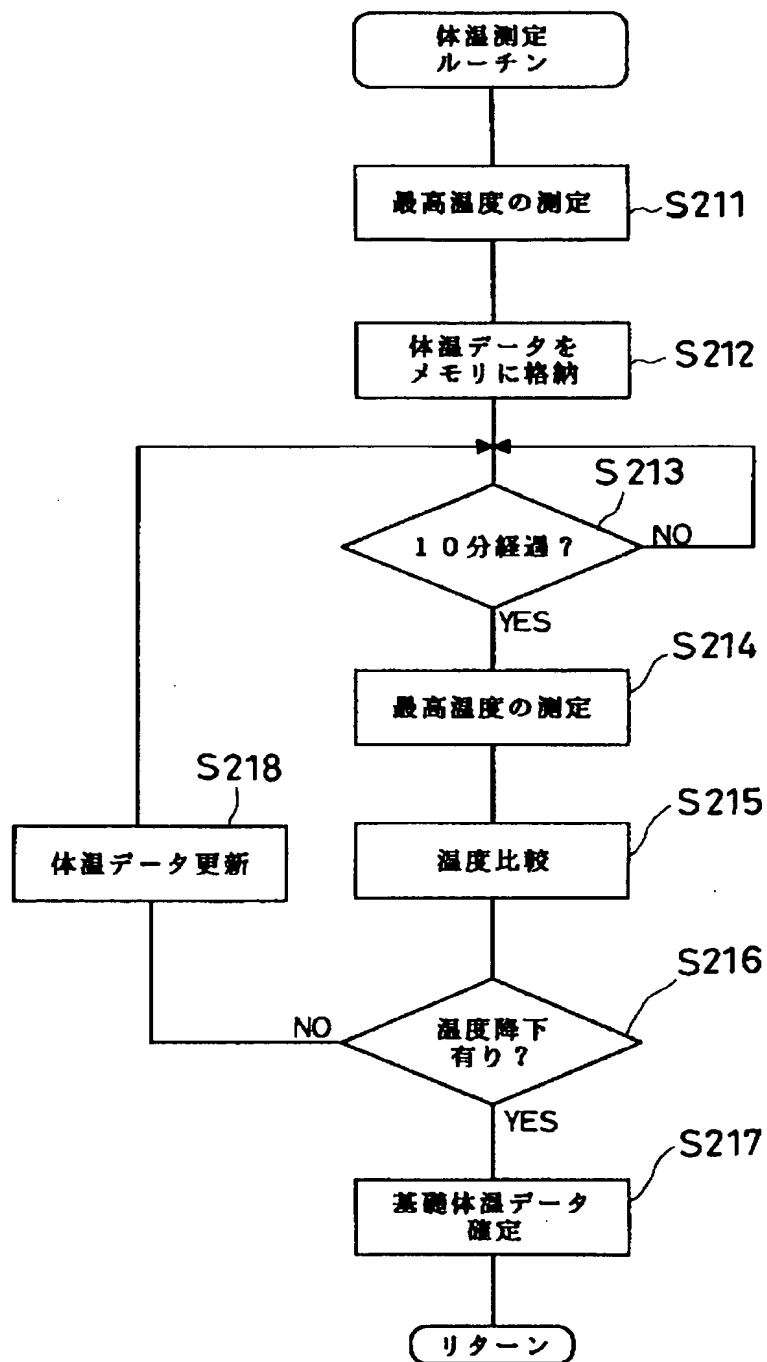 体温測定
ルーチン
最高温度の測定
S211
体温データを
メモリに格納
S212
S213
10分経過?
NO
YES
S214
最高温度の測定
S218
体温データ更新
S215
温度比較
S216
NO
温度降下
有り?
YES
S217
基礎体温データ
確定
リターン